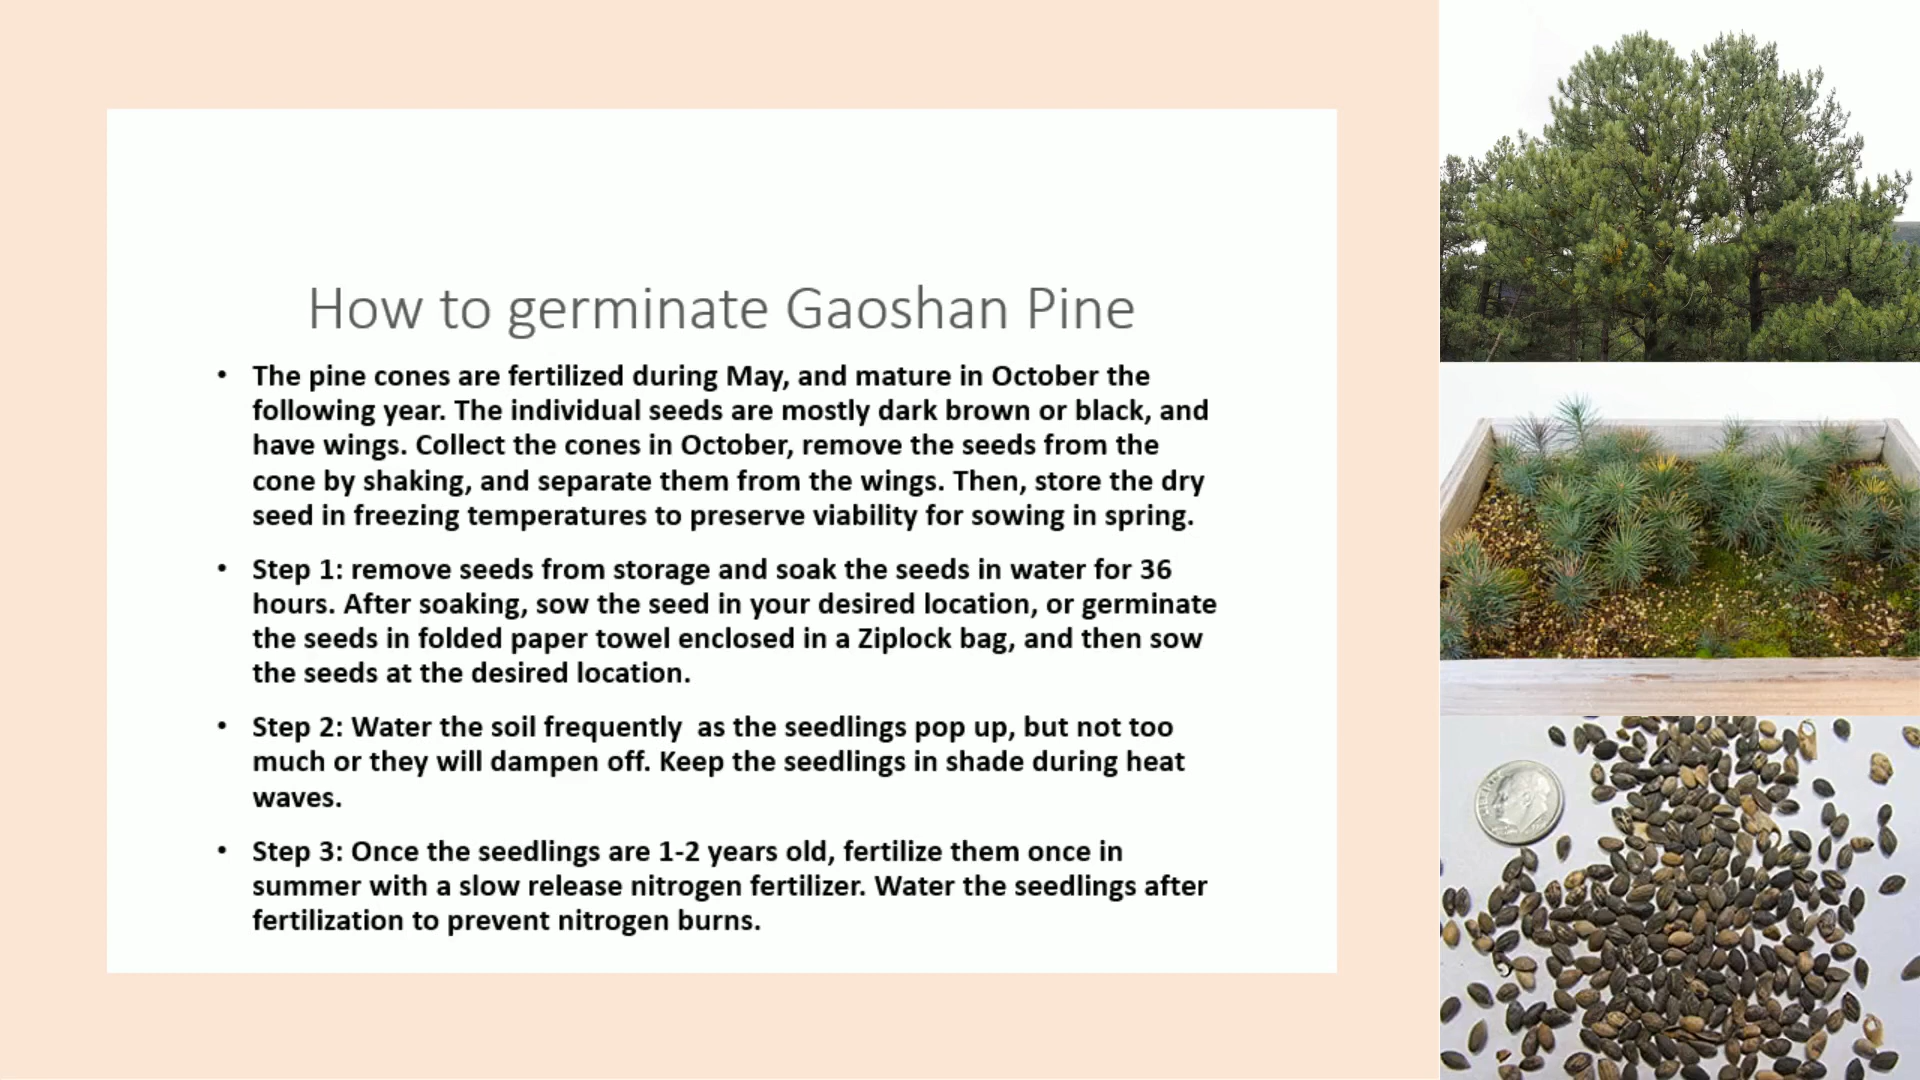 How to germinate Gaoshan Pine
• The pine cones are fertilized during May, and mature in October the
following year. The individual seeds are mostly dark brown or black, and
have wings. Collect the cones in October, remove the seeds from the
cone by shaking, and separate them from the wings. Then, store the dry
seed in freezing temperatures to preserve viability for sowing in spring.
• Step 1: remove seeds from storage and soak the seeds in water for 36
hours. After soaking, sow the seed in your desired location, or germinate
the seeds in folded paper towel enclosed in a Ziplock bag, and then sow
the seeds at the desired location.
• Step 2: Water the soil frequently  as the seedlings pop up, but not too
much or they will dampen off. Keep the seedlings in shade during heat
waves.
• Step 3: Once the seedlings are 1-2 years old, fertilize them once in
summer with a slow release nitrogen fertilizer. Water the seedlings after
fertilization to prevent nitrogen burns.